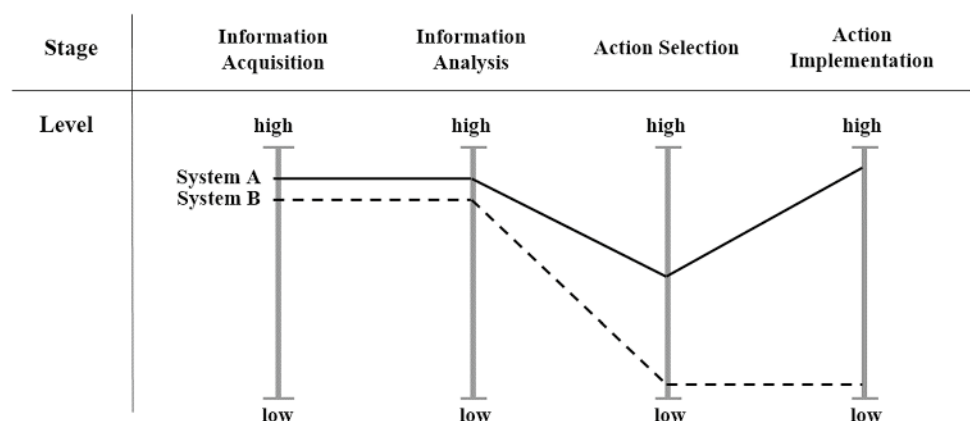 Stage
Information
Acquisition
Information
Analysis
Action Selection
Action
Implementation
Level
high
high
high
high
System A
System B
low
low
low
low